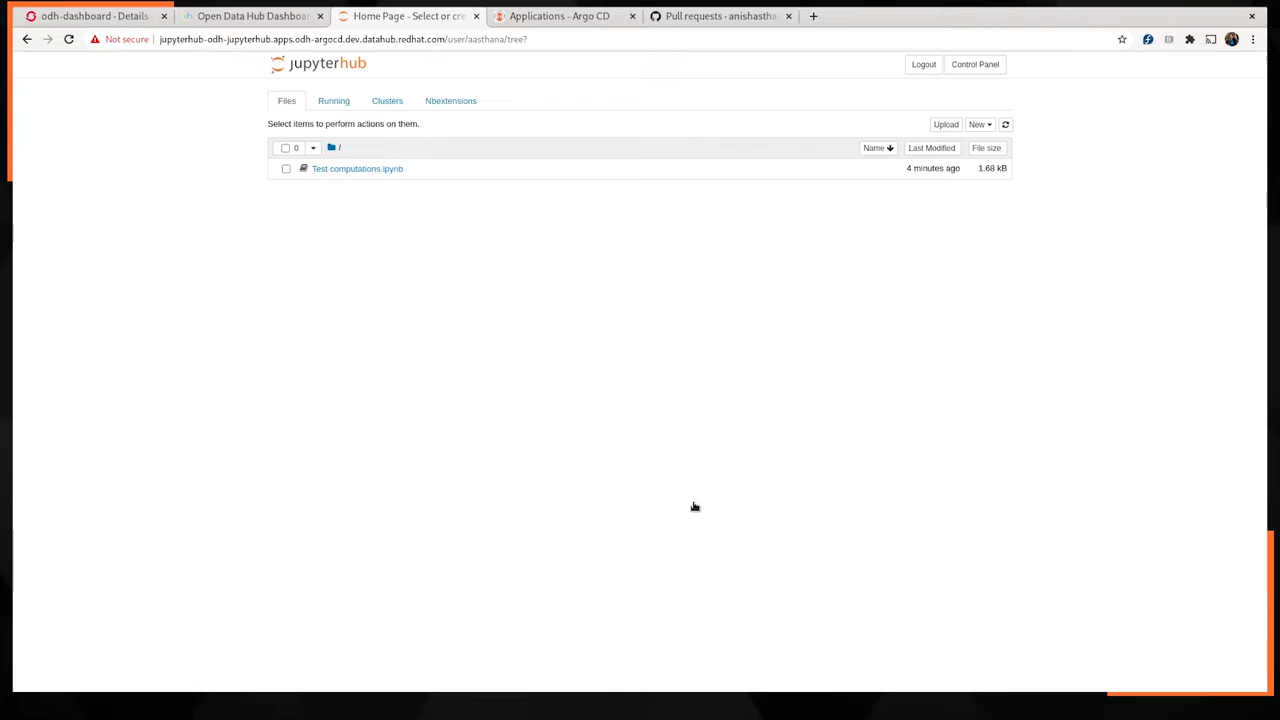 odh-dashboard · Details
Open Data Hub Dashboar
Home Page - Select or cre
Applications - Argo CD
Pull requests · anishastha
Not secure
jupyterhub-odh-jupyterhub.apps.odh-argocd.dev.datahub.redhat.com/user/aasthana/tree?
jupyterhub
Logout
Control Panel
Files
Running
Clusters
Nbextensions
Select items to perform actions on them.
Upload
New
0
/
Name
Last Modified
File size
Test computations.ipynb
4 minutes ago
1.68 kB